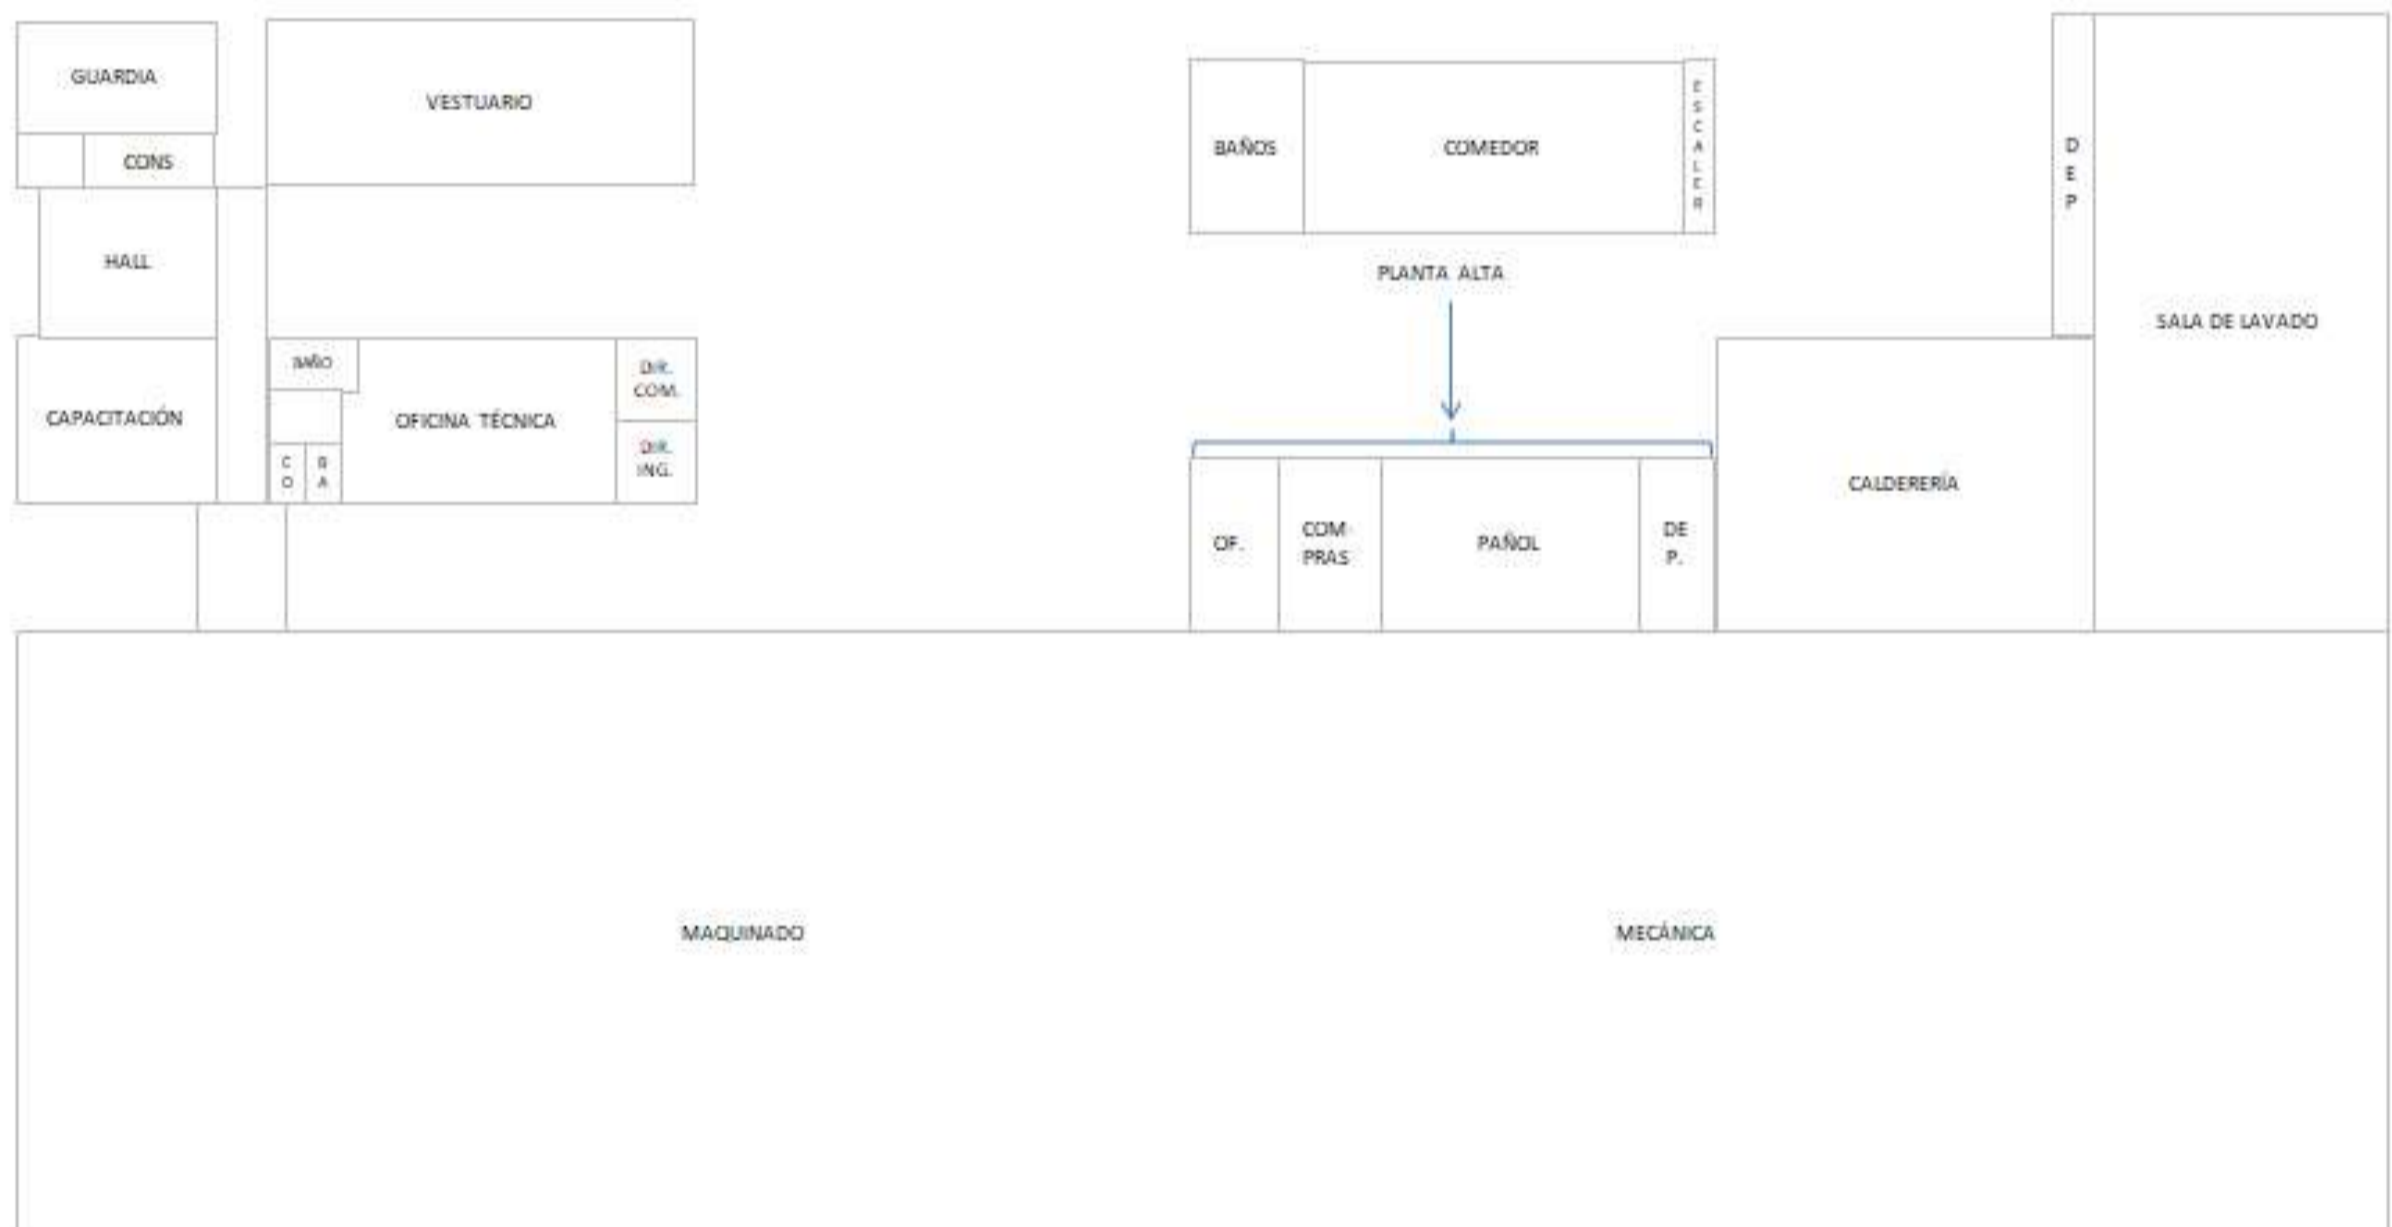 GUARDIA
VESTUARIO
CONS
HALL
CAPACITACIÓN
BAÑO
OFICINA TÉCNICA
DIR.
COM.
DIR.
ING.
C
O
B
A
BAÑOS
COMEDOR
E
S
C
A
L
E
R
PLANTA ALTA
OF.
COM-
PRAS
PAÑOL
DE
P.
CALDERERÍA
D
E
P
SALA DE LAVADO
MAQUINADO
MECÁNICA